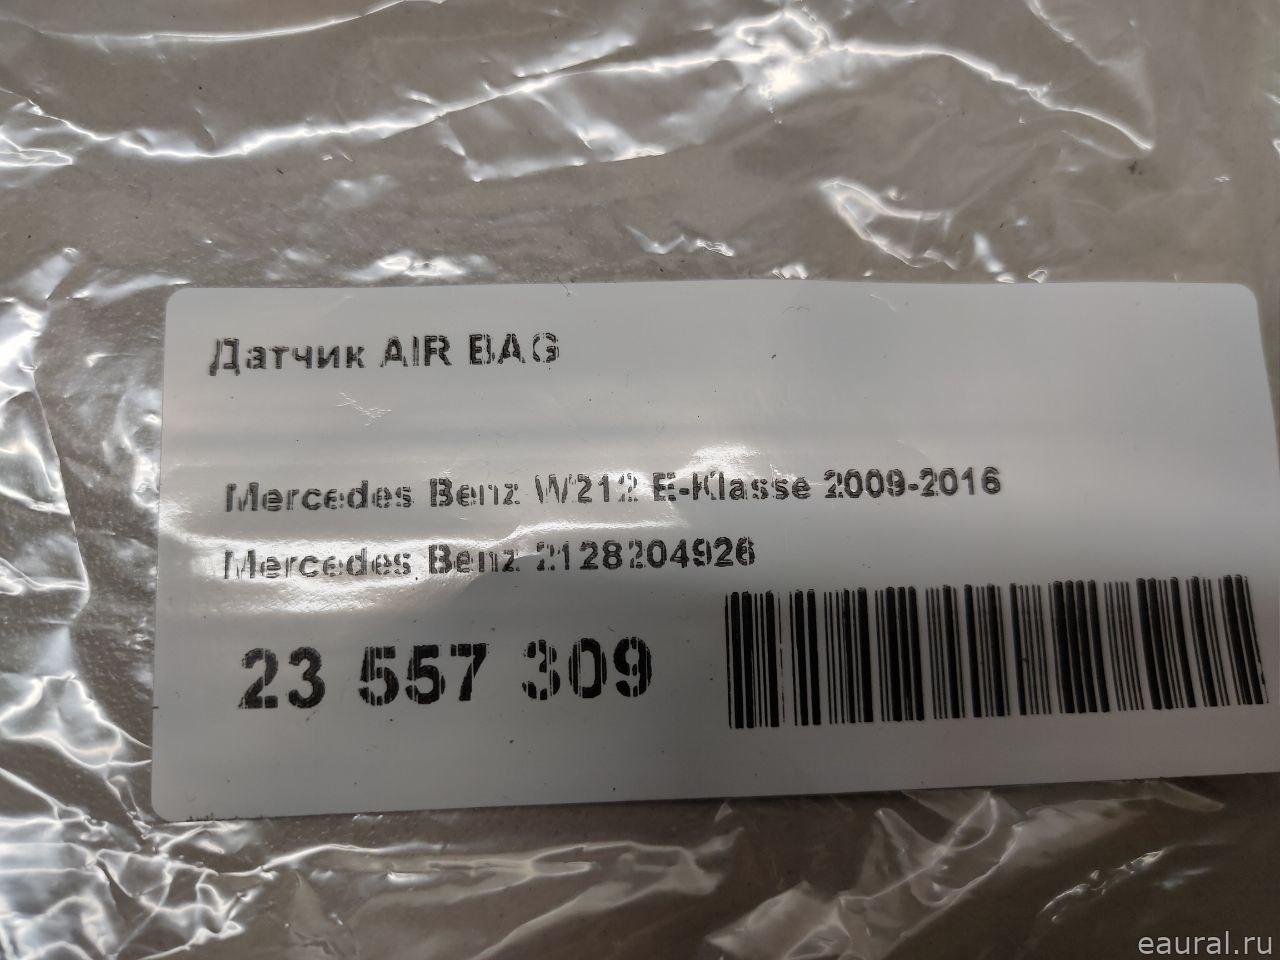 Датчик AIR BAG
Mercedes Benz W212 E-Klasse 2009-2016
Mercedes Benz 2128204926
23 557 309
eaural.ru